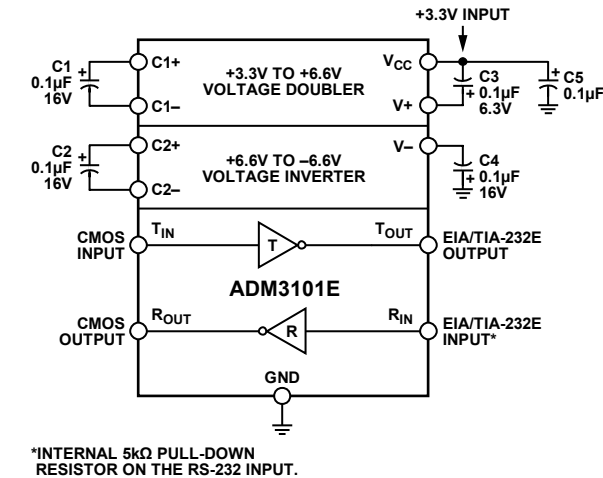 +3.3V INPUT
C1
0.1µF
16V
+
C1+
C1–
+3.3V TO +6.6V
VOLTAGE DOUBLER
VCC
V+
C3
+ 0.1µF
6.3V
+
C5
0.1µF
C2
0.1µF
16V
+
C2+
C2–
+6.6V TO –6.6V
VOLTAGE INVERTER
V–
C4
+ 0.1µF
16V
CMOS
INPUT
TIN
T
TOUT
EIA/TIA-232E
OUTPUT
ADM3101E
CMOS
OUTPUT
ROUT
R
RIN
EIA/TIA-232E
INPUT*
GND
*INTERNAL 5kΩ PULL-DOWN
RESISTOR ON THE RS-232 INPUT.